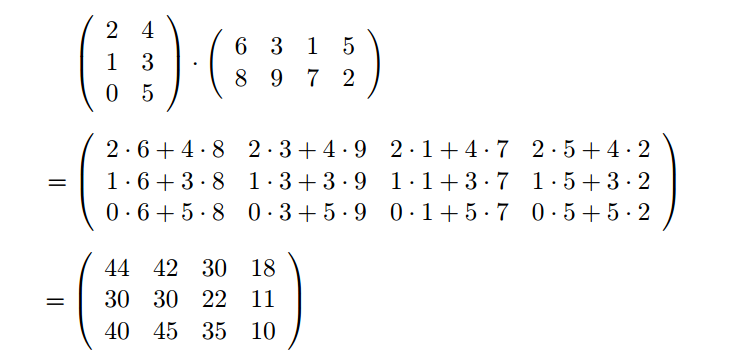 ( 2 4 ) · ( 6 3 1 5 )
( 1 3 ) ( 8 9 7 2 )
( 0 5 )
= ( 2 · 6 + 4 · 8 2 · 3 + 4 · 9 2 · 1 + 4 · 7 2 · 5 + 4 · 2 )
( 1 · 6 + 3 · 8 1 · 3 + 3 · 9 1 · 1 + 3 · 7 1 · 5 + 3 · 2 )
( 0 · 6 + 5 · 8 0 · 3 + 5 · 9 0 · 1 + 5 · 7 0 · 5 + 5 · 2 )
= ( 44 42 30 18 )
( 30 30 22 11 )
( 40 45 35 10 )